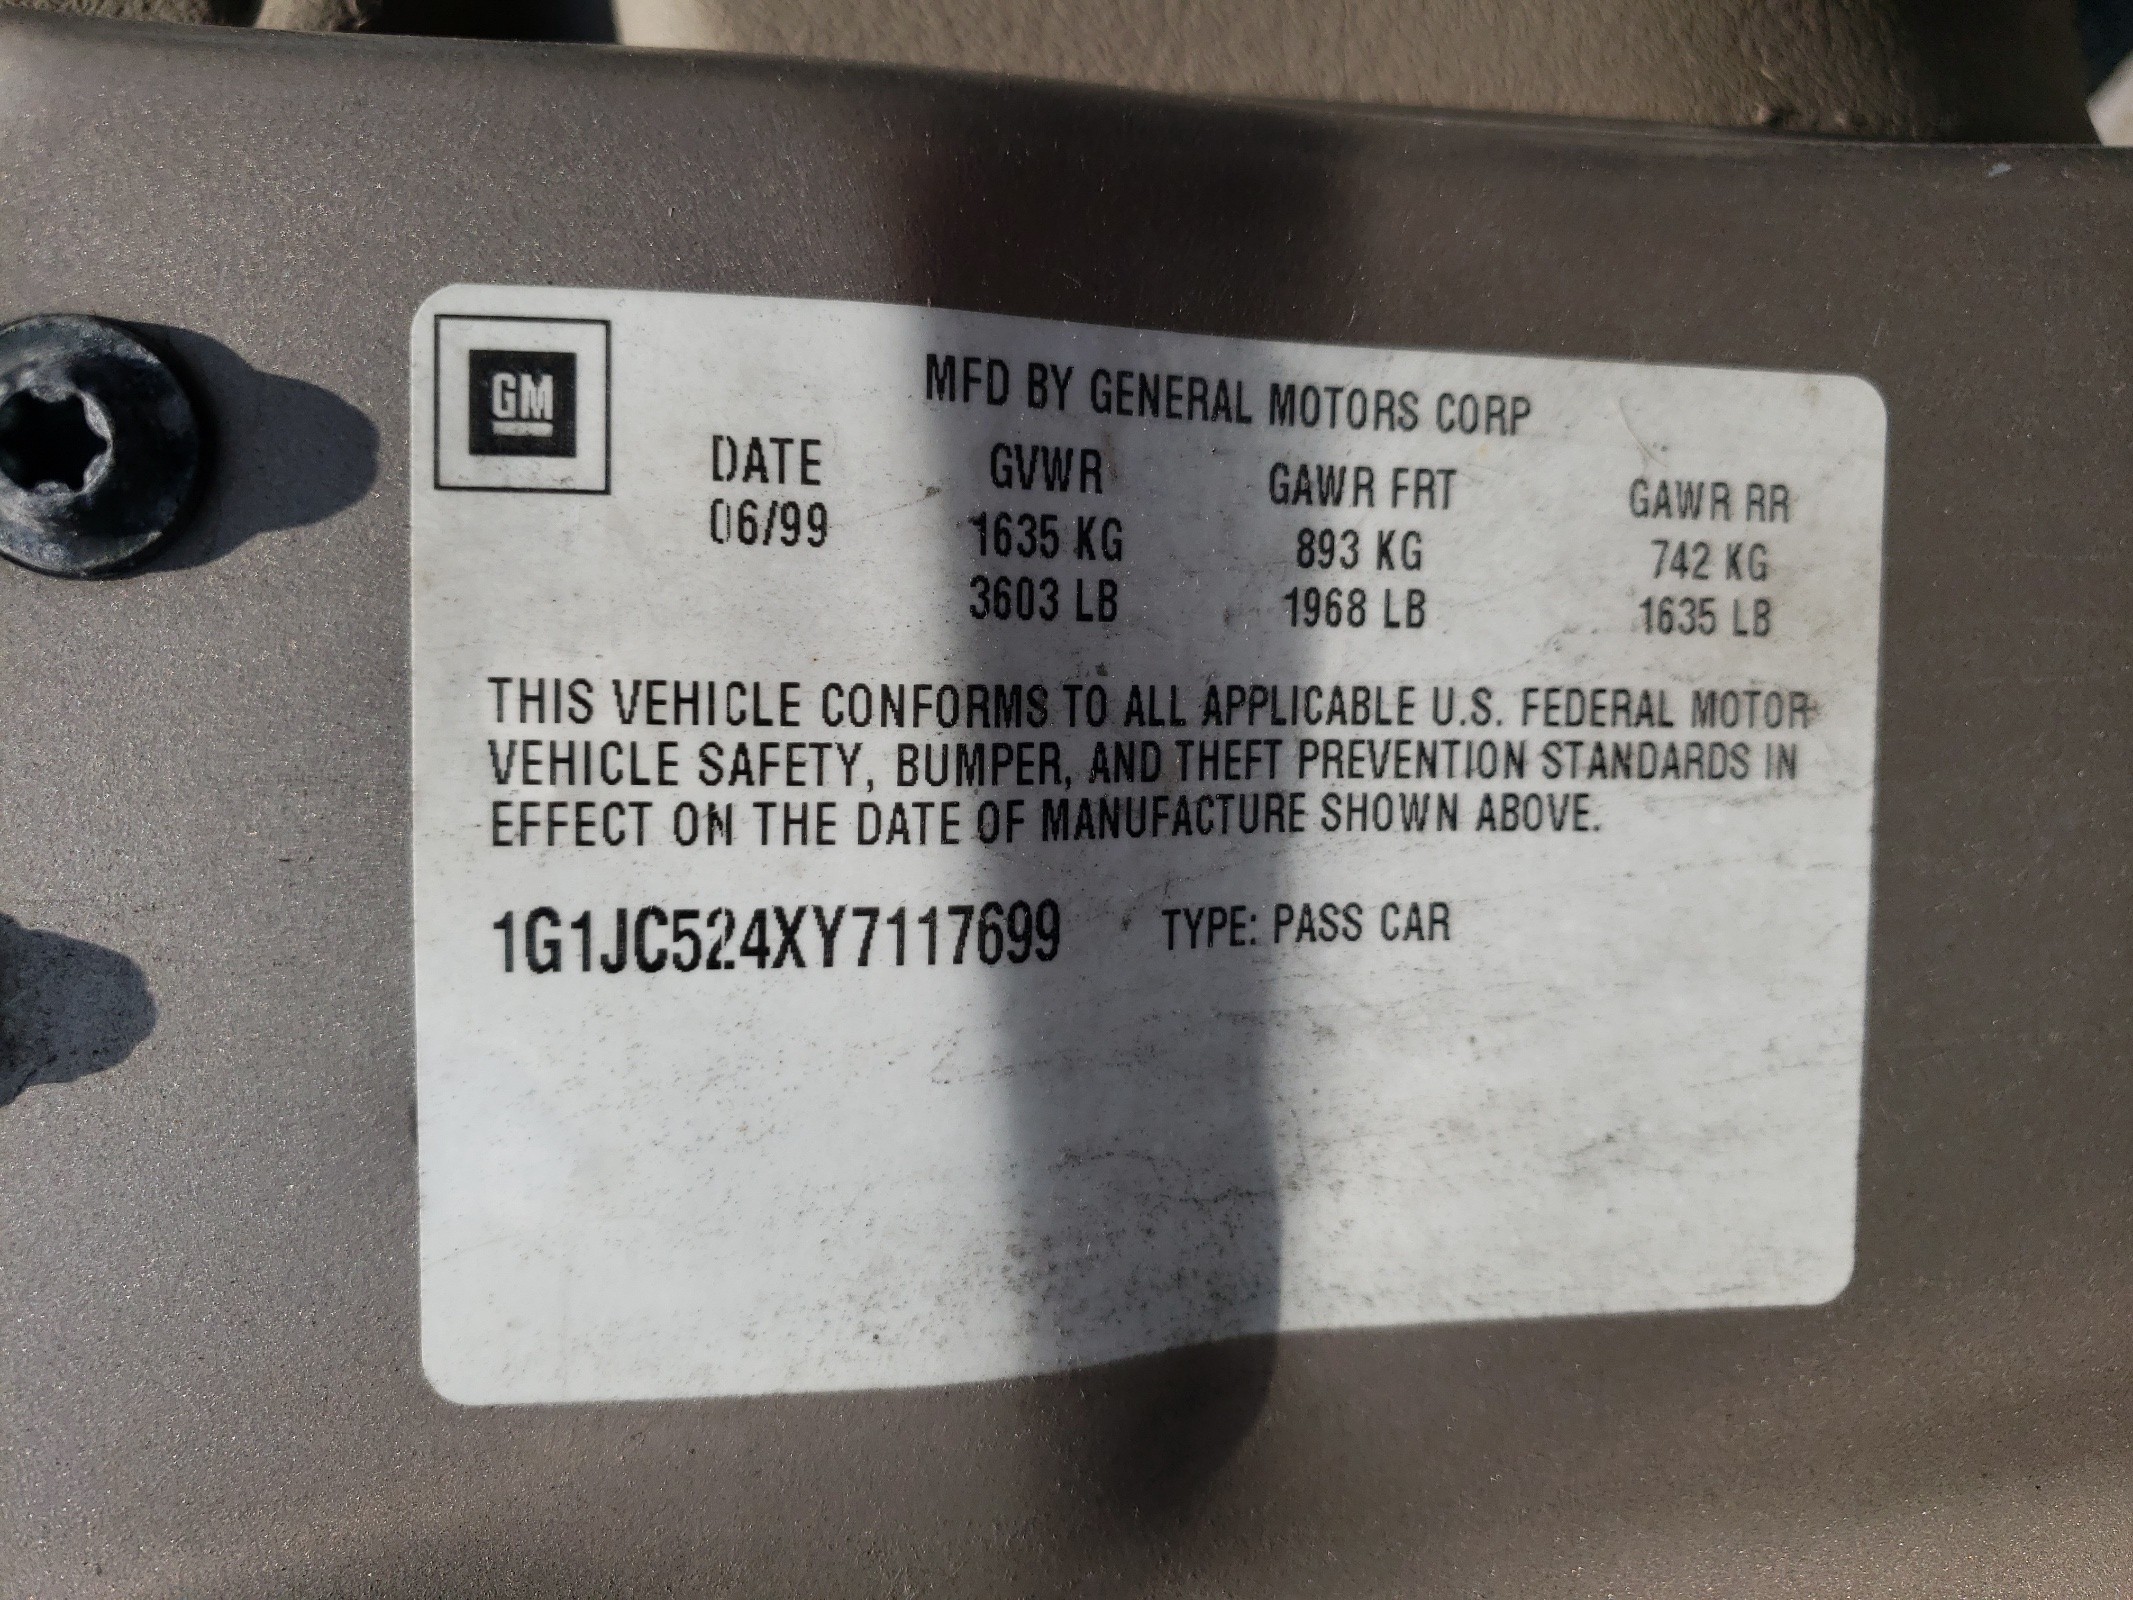 GM
MFD BY GENERAL MOTORS CORP
DATE GVWR GAWR FRT GAWR RR
06/99 1635 KG 893 KG 742 KG
3603 LB 1968 LB 1635 LB
THIS VEHICLE CONFORMS TO ALL APPLICABLE U.S. FEDERAL MOTOR
VEHICLE SAFETY, BUMPER, AND THEFT PREVENTION STANDARDS IN
EFFECT ON THE DATE OF MANUFACTURE SHOWN ABOVE.
1G1JC524XY7117699 TYPE: PASS CAR